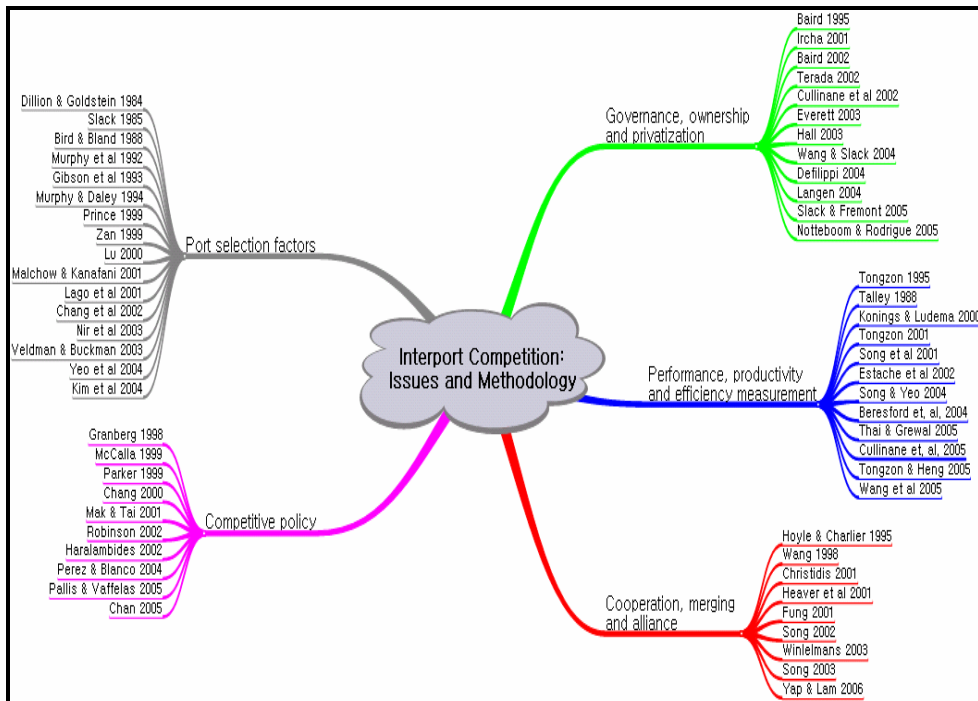 Interport Competition:
Issues and Methodology
Port selection factors
Dillion & Goldstein 1984
Slack 1985
Bird & Bland 1988
Murphy et al 1992
Gibson et al 1993
Murphy & Daley 1994
Prince 1999
Zan 1999
Lu 2000
Malchow & Kanafani 2001
Lago et al 2001
Chang et al 2002
Nir et al 2003
Veldman & Buckman 2003
Yeo et al 2004
Kim et al 2004
Competitive policy
Granberg 1998
McCalla 1999
Parker 1999
Chang 2000
Mak & Tai 2001
Robinson 2002
Haralambides 2002
Perez & Blanco 2004
Pallis & Vaffelas 2005
Chan 2005
Governance, ownership
and privatization
Baird 1995
Ircha 2001
Baird 2002
Terada 2002
Cullinane et al 2002
Everett 2003
Hall 2003
Wang & Slack 2004
Defilippi 2004
Langen 2004
Slack & Fremont 2005
Notteboom & Rodrigue 2005
Performance, productivity
and efficiency measurement
Tongzon 1995
Talley 1988
Konings & Ludema 2000
Tongzon 2001
Song et al 2001
Estache et al 2002
Song & Yeo 2004
Beresford et, al, 2004
Thai & Grewal 2005
Cullinane et, al, 2005
Tongzon & Heng 2005
Wang et al 2005
Cooperation, merging
and alliance
Hoyle & Charlier 1995
Wang 1998
Christidis 2001
Heaver et al 2001
Fung 2001
Song 2002
Winlelmans 2003
Song 2003
Yap & Lam 2006